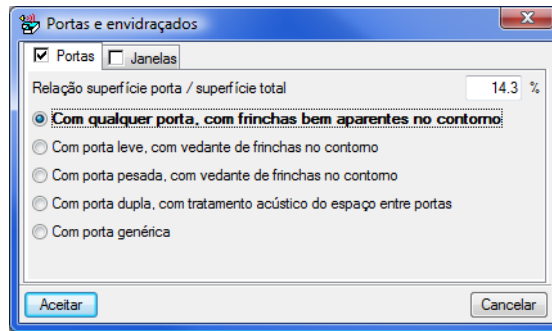 Portas e envidraçados
Portas Janelas
Relação superfície porta / superfície total 14.3 %
Com qualquer porta, com frinchas bem aparentes no contorno
Com porta leve, com vedante de frinchas no contorno
Com porta pesada, com vedante de frinchas no contorno
Com porta dupla, com tratamento acústico do espaço entre portas
Com porta genérica
Aceitar Cancelar